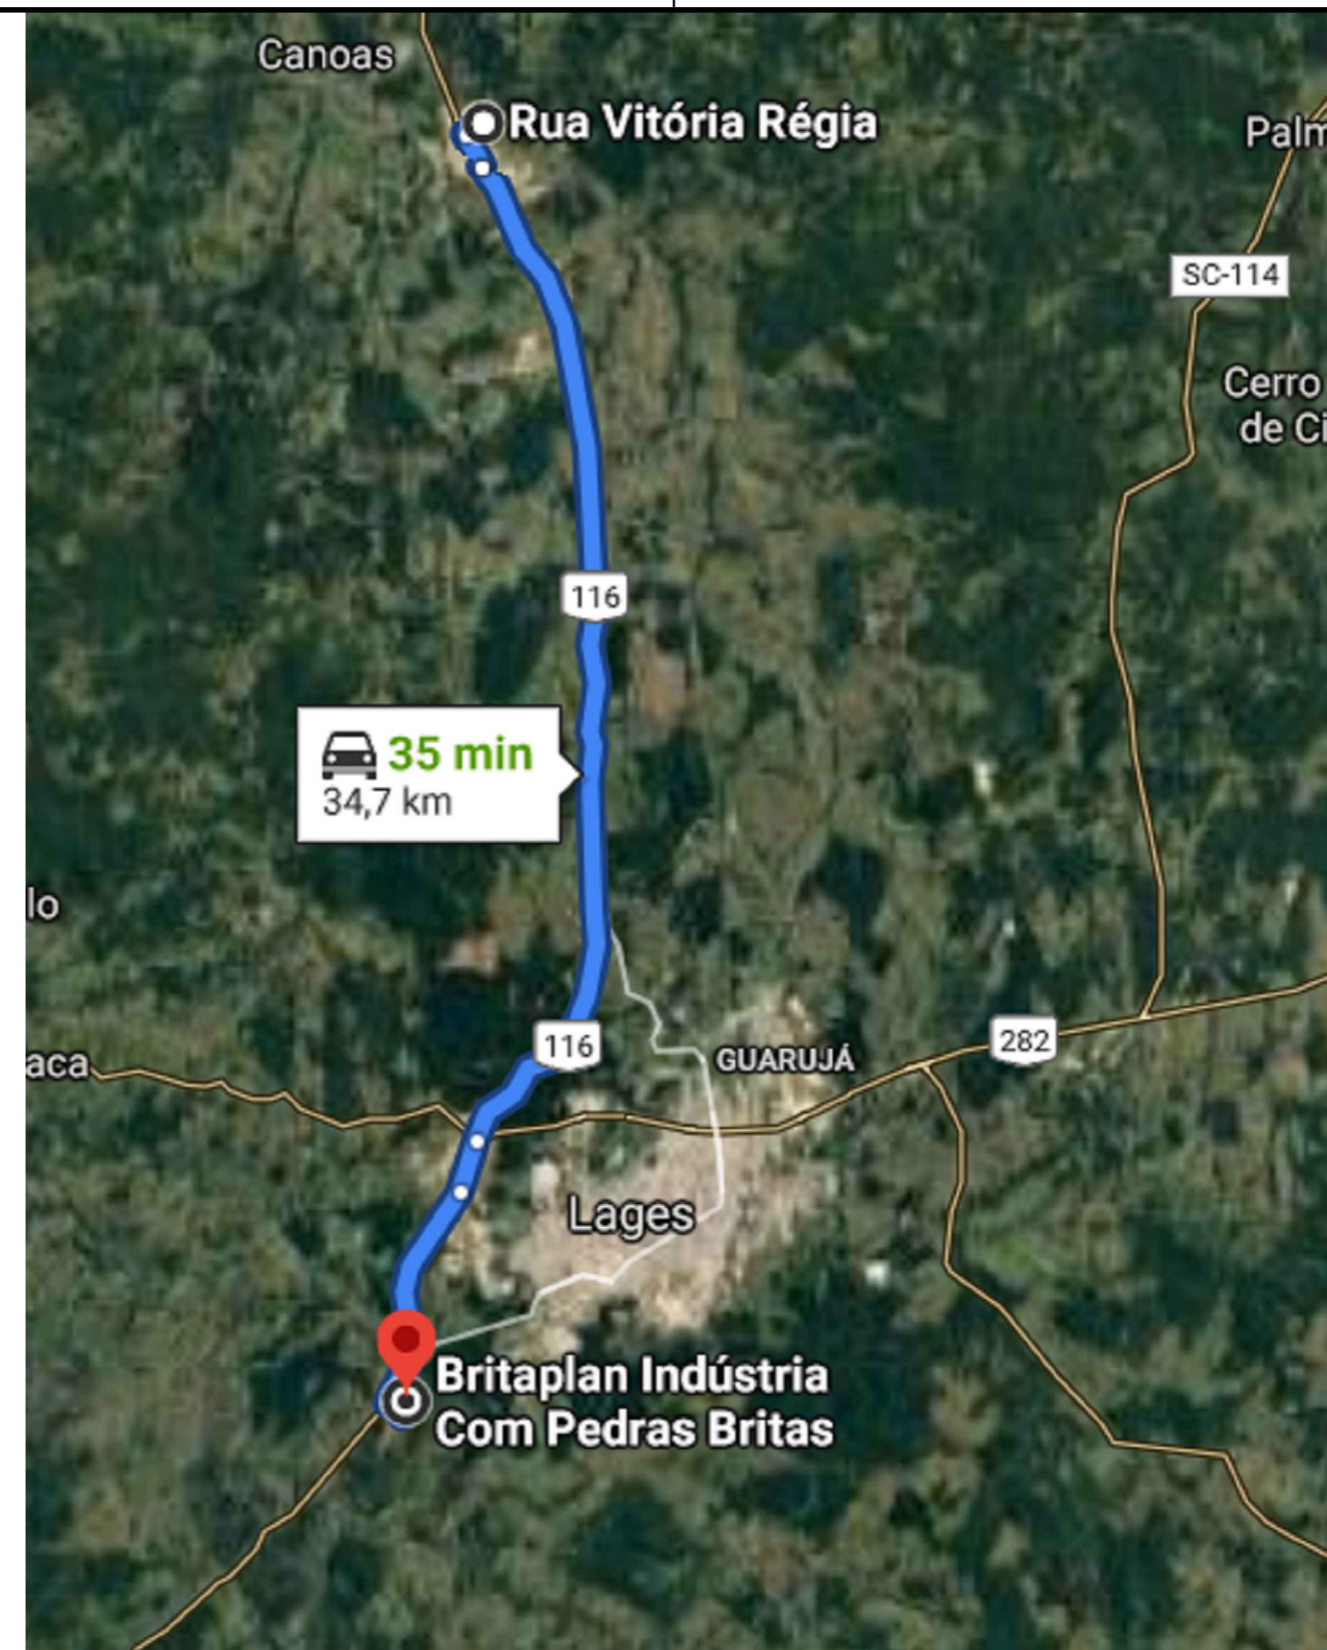 Canoas
Rua Vitória Régia
Palm
SC-114
Cerro
de Ci
116
35 min
34,7 km
lo
116
282
GUARUJÁ
aca
Lages
Britaplan Indústria
Com Pedras Britas